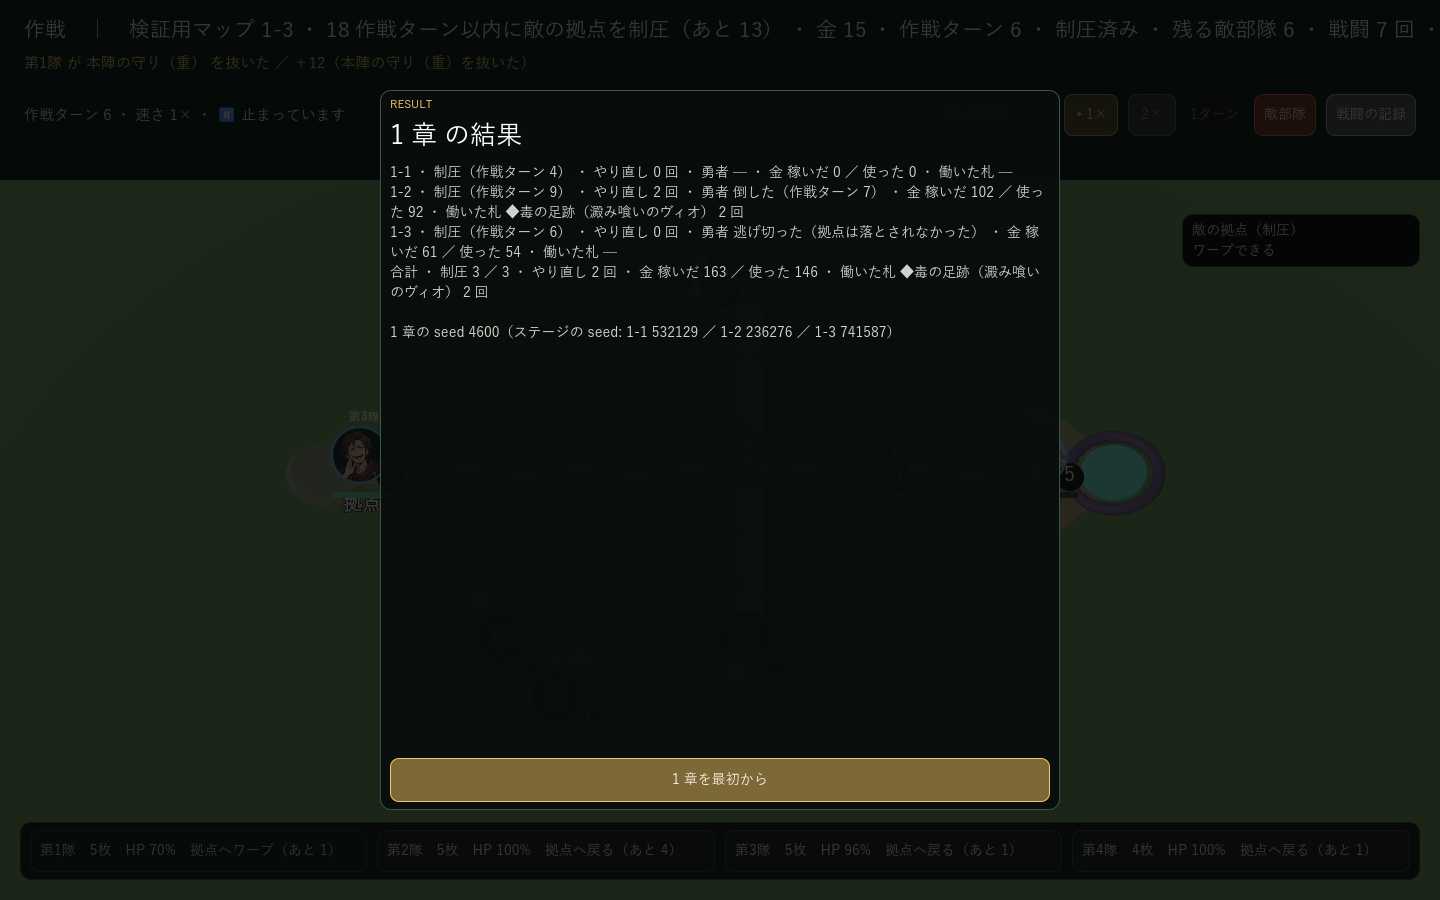 作戦 ｜ 検証用マップ 1-3 ・ 18 作戦ターン以内に敵の拠点を制圧（あと 13） ・ 金 15 ・ 作戦ターン 6 ・ 制圧済み ・ 残る敵部隊 6 ・ 戦闘 7 回 ・
第1隊 が 本陣の守り（重） を抜いた ／ ＋12（本陣の守り（重）を抜いた）
作戦ターン 6 ・ 速さ 1× ・ ⏸ 止まっています
▸1× 2× 1ターン 敵部隊 戦闘の記録
RESULT
1 章 の結果
1-1 ・ 制圧（作戦ターン 4） ・ やり直し 0 回 ・ 勇者 — ・ 金 稼いだ 0 ／ 使った 0 ・ 働いた札 —
1-2 ・ 制圧（作戦ターン 9） ・ やり直し 2 回 ・ 勇者 倒した（作戦ターン 7） ・ 金 稼いだ 102 ／ 使っ
た 92 ・ 働いた札 ◆毒の足跡（澱み喰いのヴィオ） 2 回
1-3 ・ 制圧（作戦ターン 6） ・ やり直し 0 回 ・ 勇者 逃げ切った（拠点は落とされなかった） ・ 金 稼
いだ 61 ／ 使った 54 ・ 働いた札 —
合計 ・ 制圧 3 ／ 3 ・ やり直し 2 回 ・ 金 稼いだ 163 ／ 使った 146 ・ 働いた札 ◆毒の足跡（澱み喰い
のヴィオ） 2 回
1 章の seed 4600（ステージの seed: 1-1 532129 ／ 1-2 236276 ／ 1-3 741587）
敵の拠点（制圧）
ワープできる
第3隊
拠点
5
1 章を最初から
第1隊 5枚 HP 70% 拠点へワープ（あと 1）
第2隊 5枚 HP 100% 拠点へ戻る（あと 4）
第3隊 5枚 HP 96% 拠点へ戻る（あと 1）
第4隊 4枚 HP 100% 拠点へ戻る（あと 1）